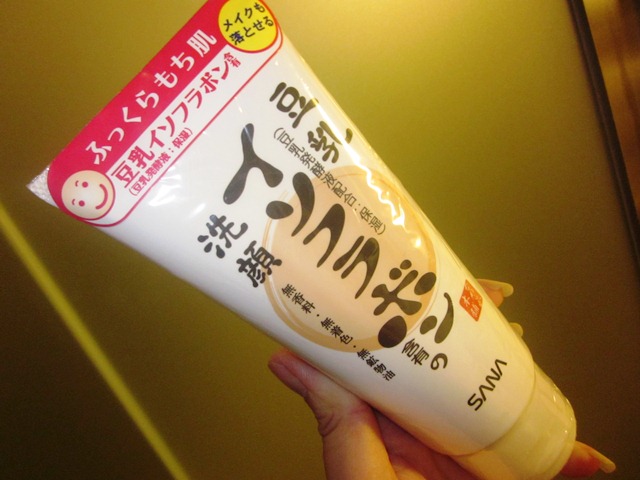 メイクも
落とせる
ふっくらもち肌
豆乳イソフラボン含有
(豆乳発酵液:保湿)
豆乳
(豆乳発酵液配合・保湿)
イソフラボン
含有の
洗顔
無香料・無着色・無鉱物油
SANA